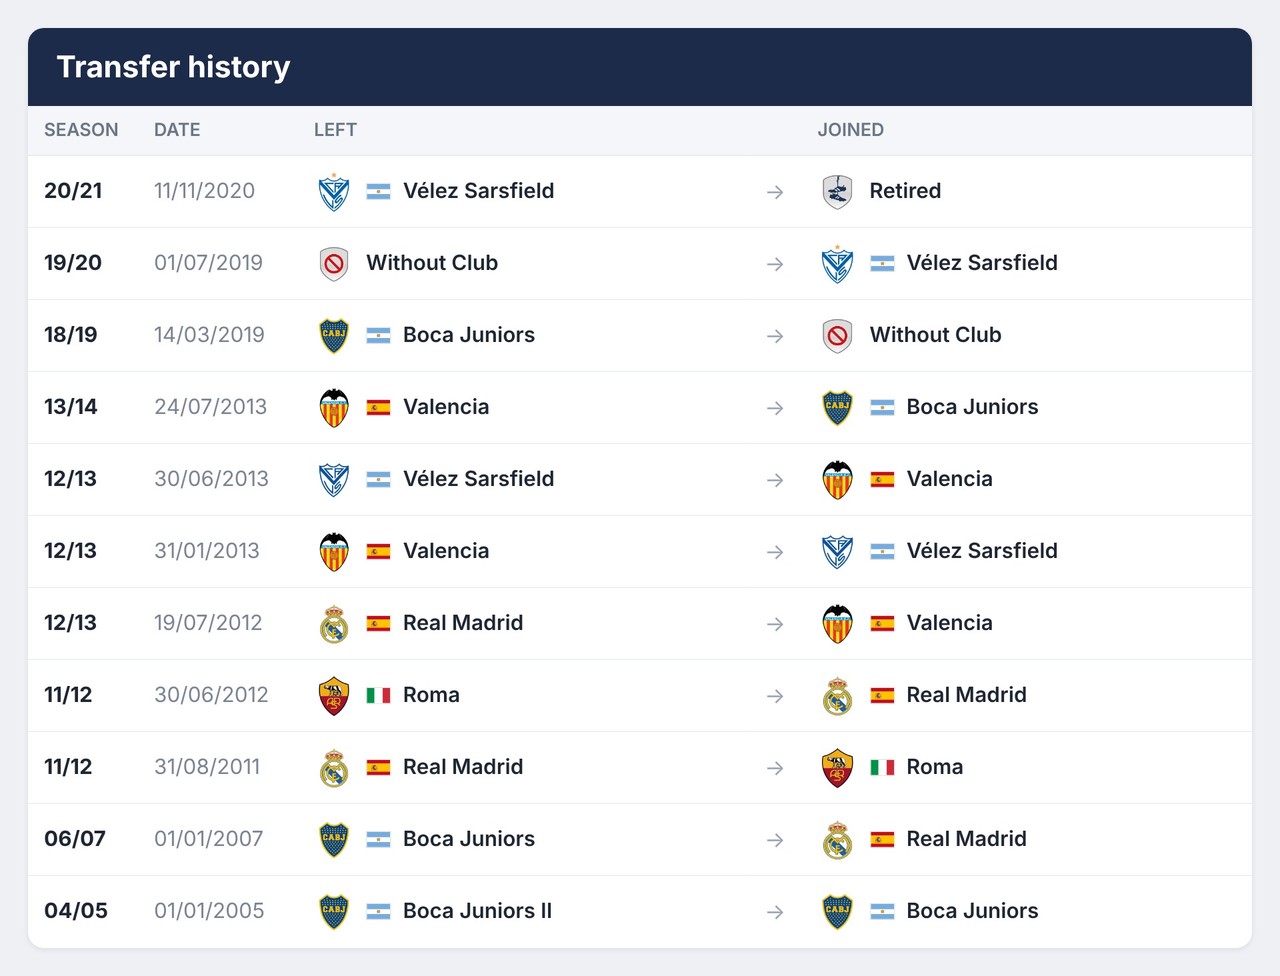 Transfer history
SEASON DATE LEFT JOINED
20/21 11/11/2020 Vélez Sarsfield → Retired
19/20 01/07/2019 Without Club → Vélez Sarsfield
18/19 14/03/2019 CABJ Boca Juniors → Without Club
13/14 24/07/2013 Valencia → CABJ Boca Juniors
12/13 30/06/2013 Vélez Sarsfield → Valencia
12/13 31/01/2013 Valencia → Vélez Sarsfield
12/13 19/07/2012 Real Madrid → Valencia
11/12 30/06/2012 Roma → Real Madrid
11/12 31/08/2011 Real Madrid → Roma
06/07 01/01/2007 CABJ Boca Juniors → Real Madrid
04/05 01/01/2005 CABJ Boca Juniors II → CABJ Boca Juniors